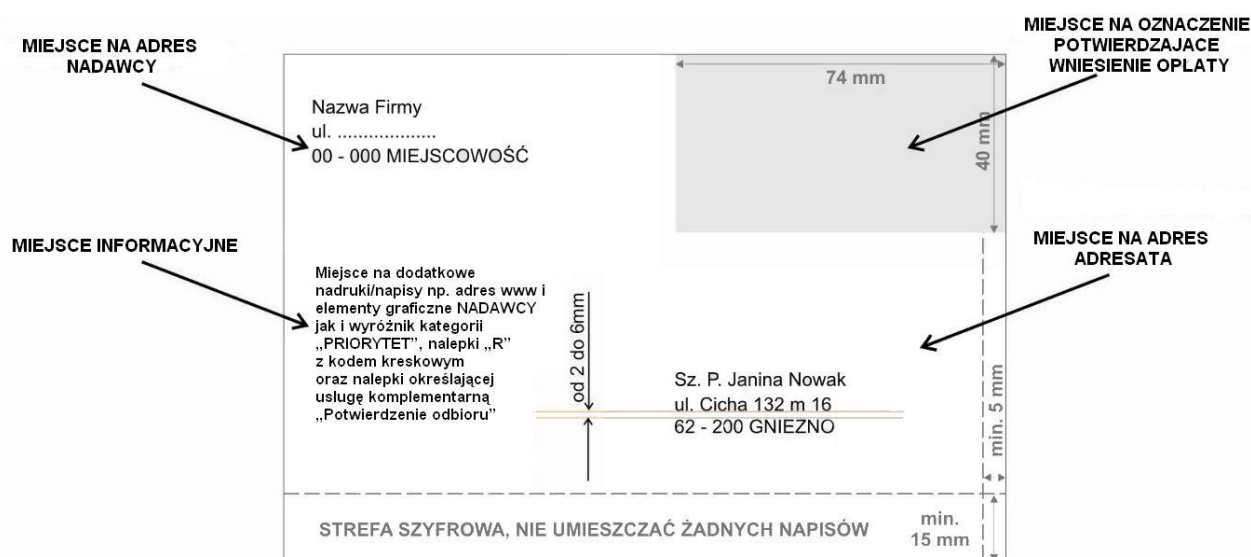 MIEJSCE NA ADRES
NADAWCY
MIEJSCE NA OZNACZENIE
POTWIERDZAJACE
WNIESIENIE OPLATY
74 mm
40 mm
Nazwa Firmy
ul. ...................
00 - 000 MIEJSCOWOŚĆ
MIEJSCE INFORMACYJNE
MIEJSCE NA ADRES
ADRESATA
Miejsce na dodatkowe
nadruki/napisy np. adres www i
elementy graficzne NADAWCY
jak i wyróżnik kategorii
„PRIORYTET”, nalepki „R”
z kodem kreskowym
oraz nalepki określającej
usługę komplementarną
„Potwierdzenie odbioru”
od 2 do 6mm
Sz. P. Janina Nowak
ul. Cicha 132 m 16
62 - 200 GNIEZNO
min. 5 mm
STREFA SZYFROWA, NIE UMIESZCZAĆ ŻADNYCH NAPISÓW
min.
15 mm